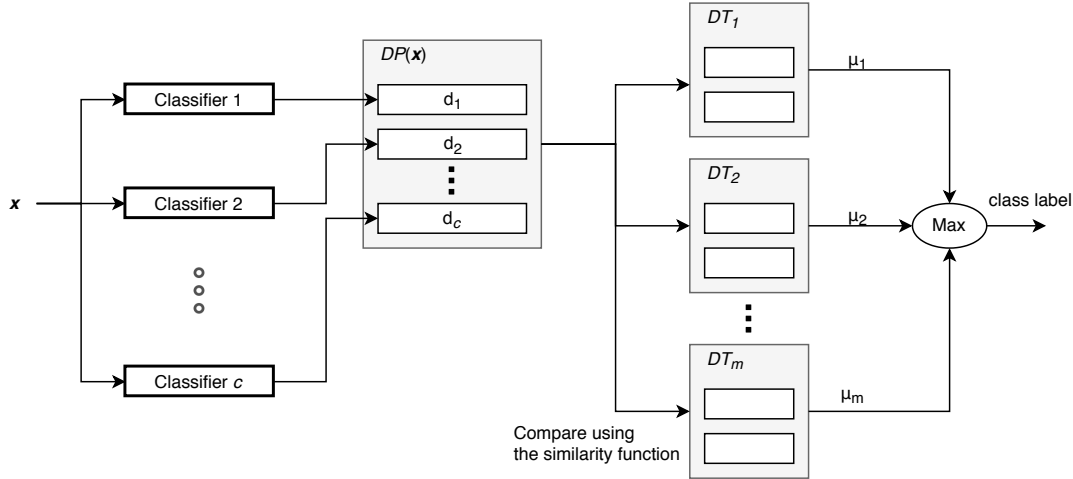 x
Classifier 1
Classifier 2
Classifier c
DP(x)
d₁
d₂
d_c
Compare using
the similarity function
DT₁
DT₂
DTₘ
μ₁
μ₂
μₘ
Max
class label